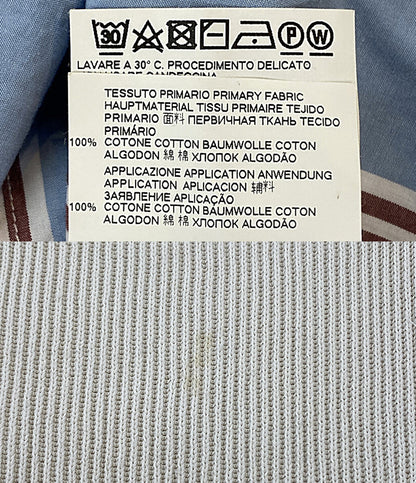 30
P W
LAVARE A 30° C. PROCEDIMENTO DELICATO
TESSUTO PRIMARIO PRIMARY FABRIC
HAUPTMATERIAL TISSU PRIMAIRE TEJIDO
PRIMARIO 面料 ПЕРВИЧНАЯ ТКАНЬ TECIDO
PRIMÁRIO
100% COTONE COTTON BAUMWOLLE COTON
ALGODON 綿 棉 ХЛОПОК ALGODÃO
APPLICAZIONE APPLICATION ANWENDUNG
APPLICATION APLICACION 辅料
ЗАЯВЛЕНИЕ APLICAÇÃO
100% COTONE COTTON BAUMWOLLE COTON
ALGODON 綿 棉 ХЛОПОК ALGODÃO